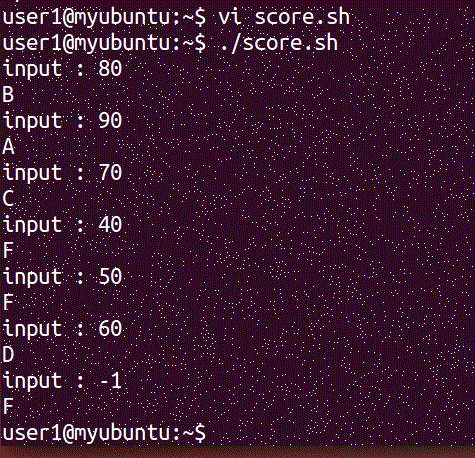 user1@myubuntu:~$ vi score.sh
user1@myubuntu:~$ ./score.sh
input : 80
B
input : 90
A
input : 70
C
input : 40
F
input : 50
F
input : 60
D
input : -1
F
user1@myubuntu:~$